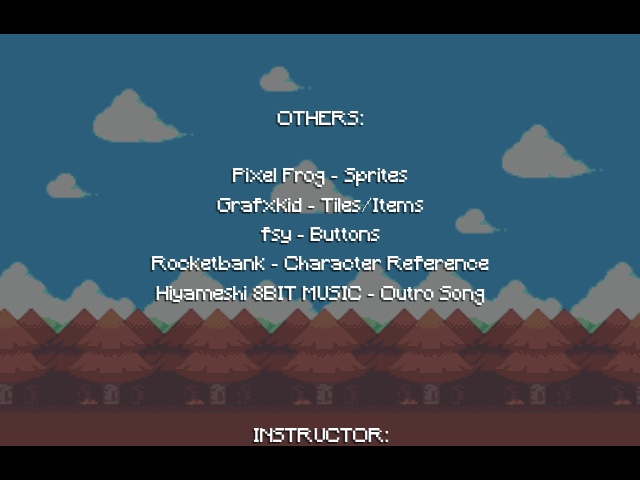 OTHERS:
Pixel Frog - Sprites
Grafxkid - Tiles/Items
fsy - Buttons
Rocketbank - Character Reference
Hiyameshi 8BIT MUSIC - Outro Song
INSTRUCTOR: